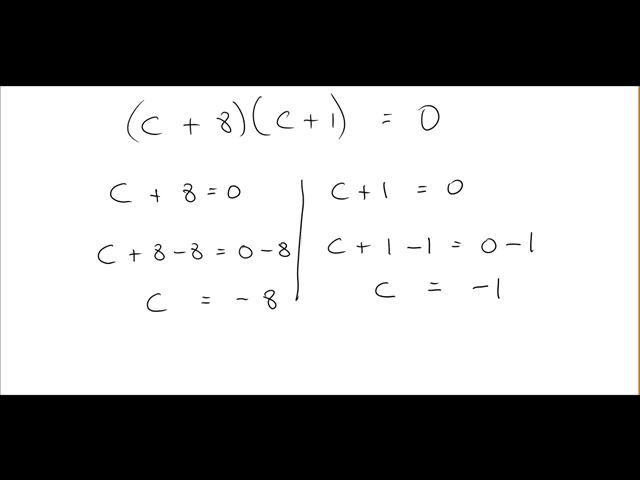 (c + 8)(c + 1) = 0
c + 8 = 0
c + 8 - 8 = 0 - 8
c = - 8
c + 1 = 0
c + 1 - 1 = 0 - 1
c = - 1